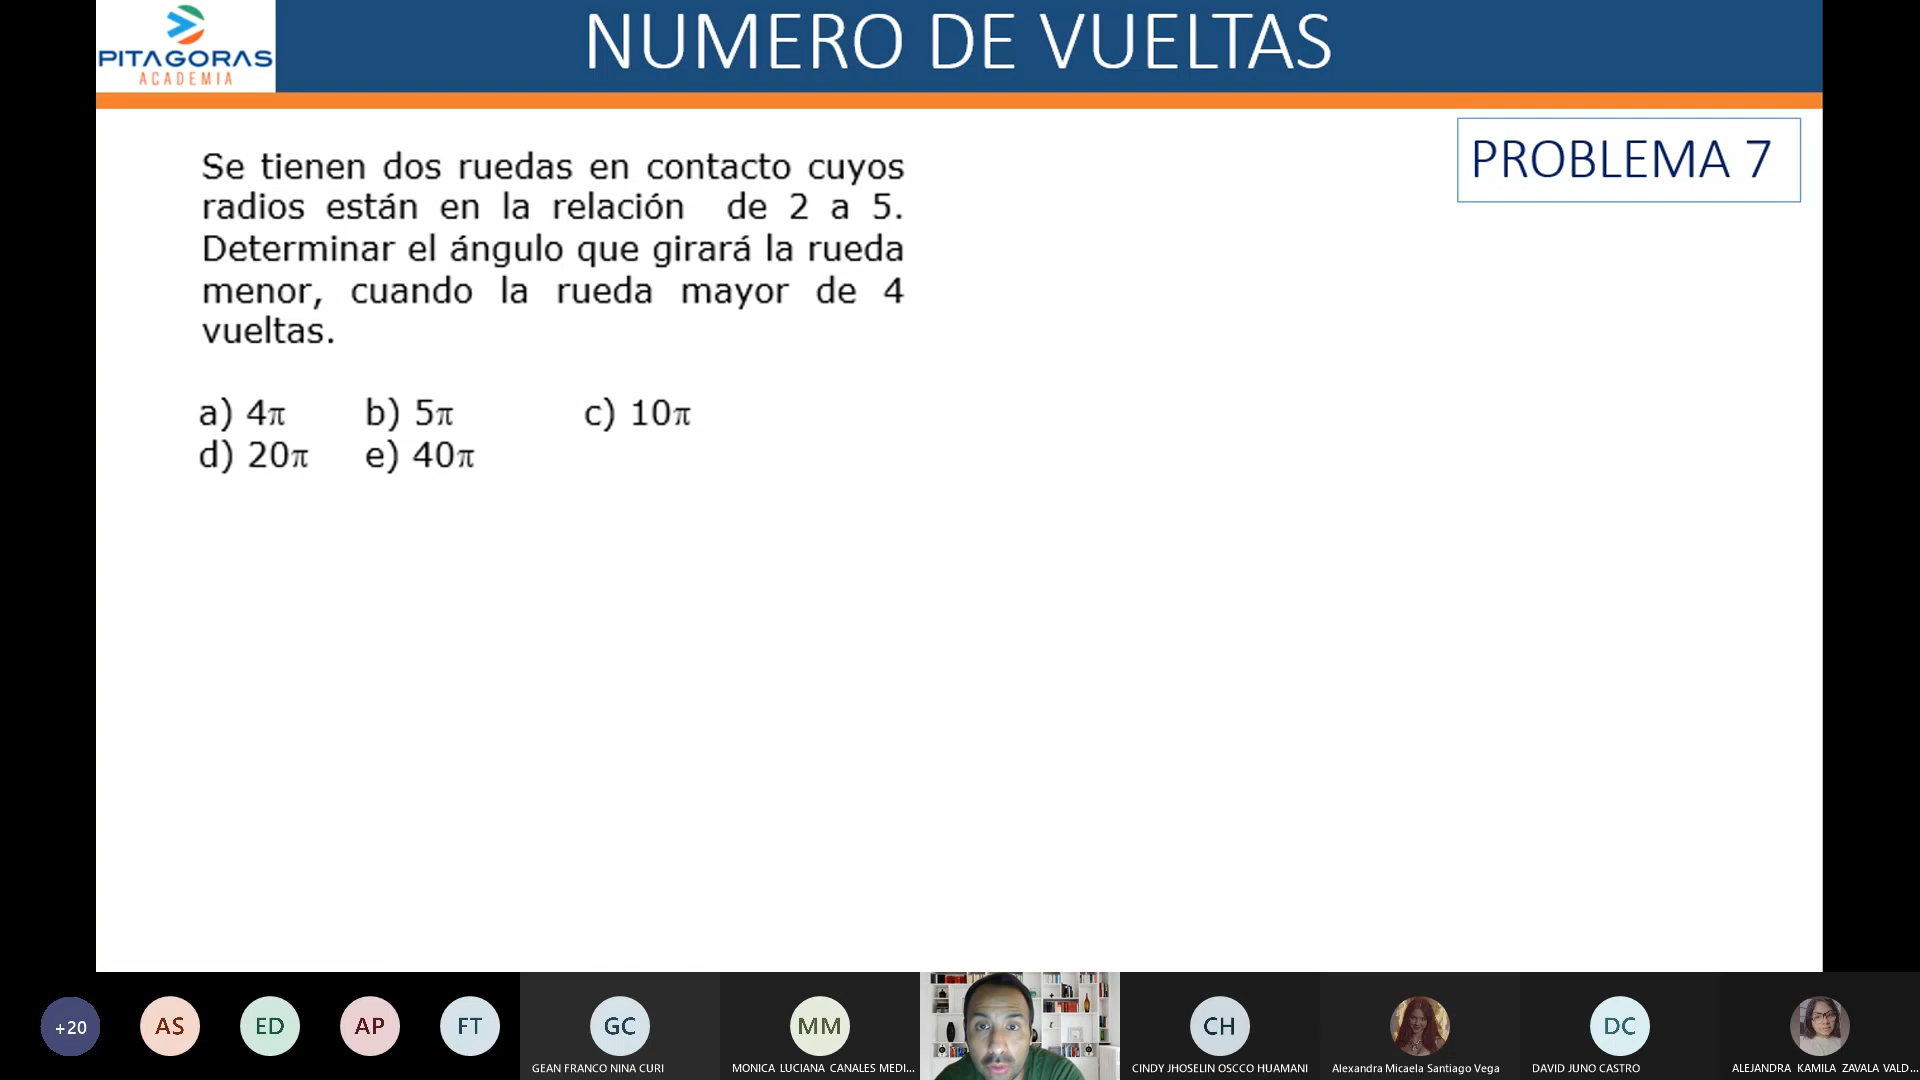 PITAGORAS
ACADEMIA
NUMERO DE VUELTAS
PROBLEMA 7
Se tienen dos ruedas en contacto cuyos
radios están en la relación de 2 a 5.
Determinar el ángulo que girará la rueda
menor, cuando la rueda mayor de 4
vueltas.
a) 4π b) 5π c) 10π
d) 20π e) 40π
+20
AS
ED
AP
FT
GC
GEAN FRANCO NINA CURI
MM
MONICA LUCIANA CANALES MEDI...
CH
CINDY JHOSELIN OSCCO HUAMANI
Alexandra Micaela Santiago Vega
DC
DAVID JUNO CASTRO
ALEJANDRA KAMILA ZAVALA VALD...